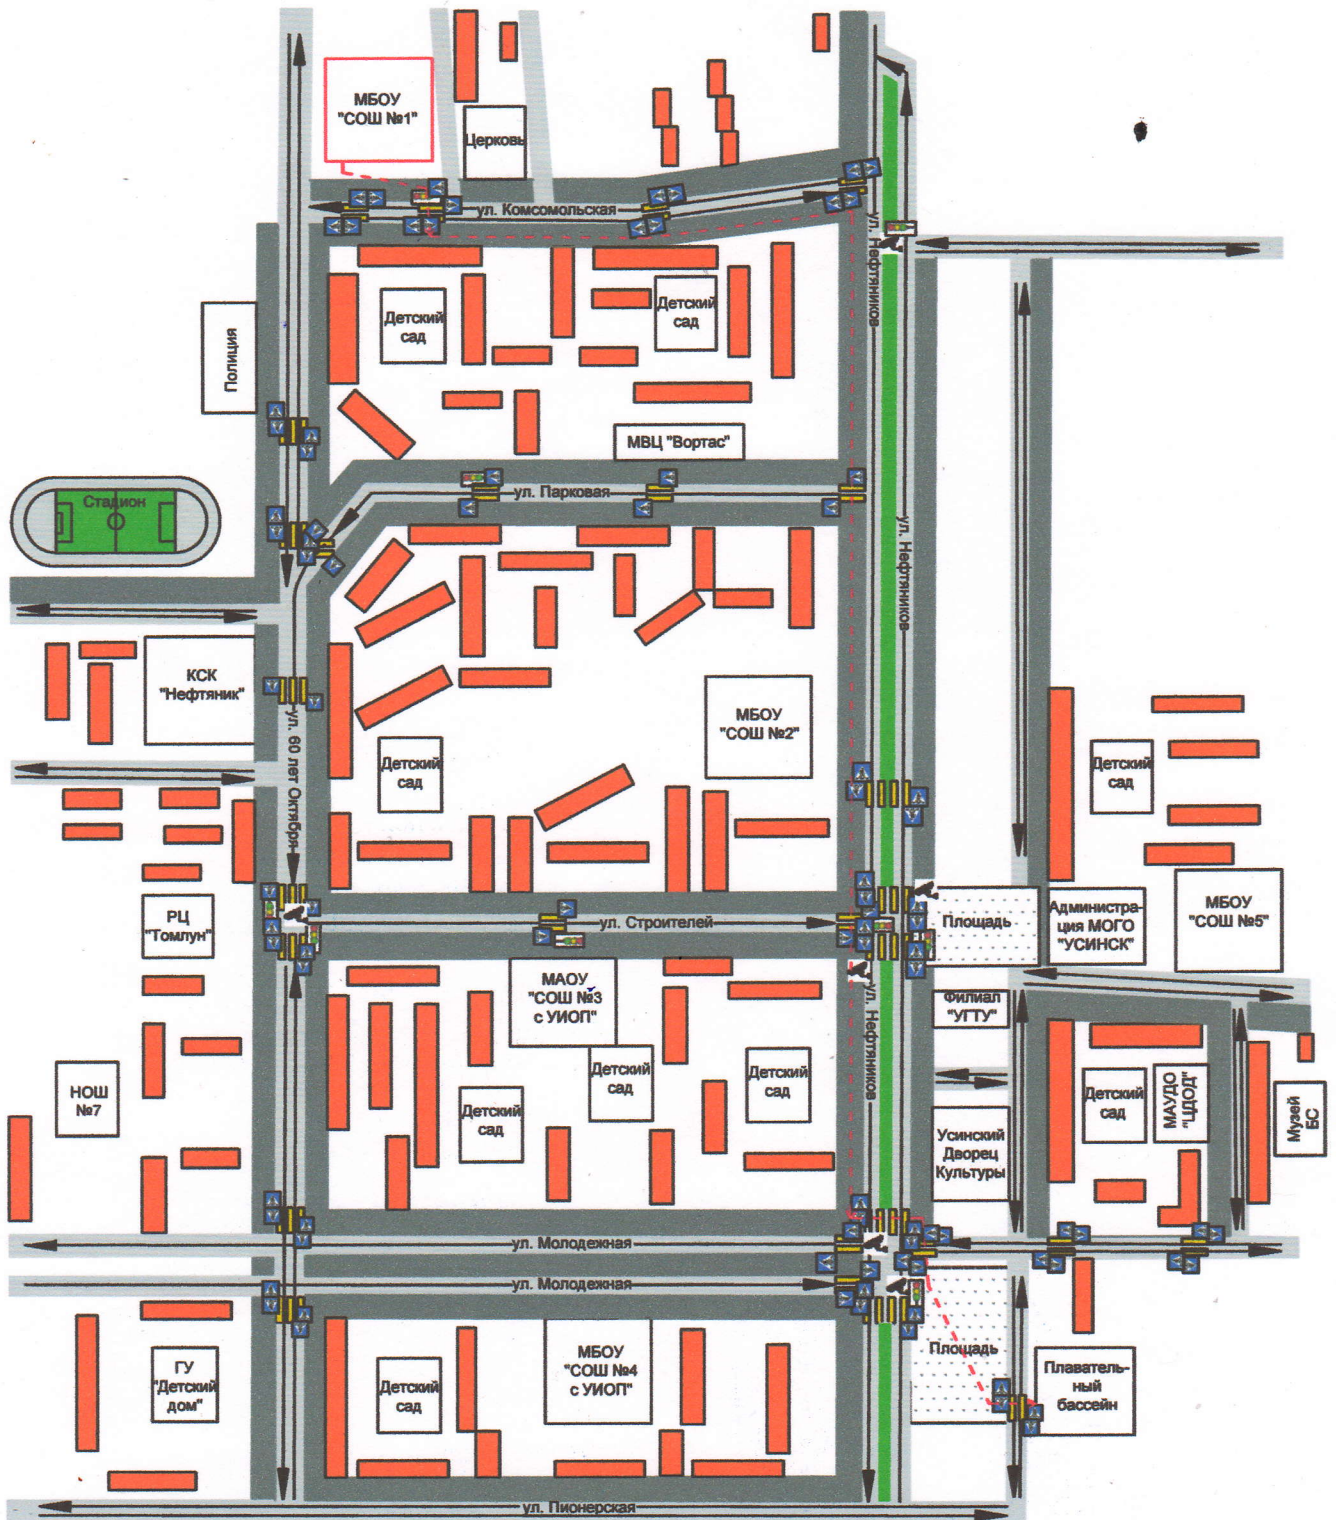 МБОУ
"СОШ №1"
Церковь
ул. Комсомольская
ул. Нефтяников
Детский
сад
Детский
сад
Полиция
МВЦ "Вортас"
Стадион
ул. Парковая
ул. Нефтяников
КСК
"Нефтяник"
МБОУ
"СОШ №2"
ул. 60 лет Октября
Детский
сад
Детский
сад
РЦ
"Томлун"
ул. Строителей
Площадь
Администра-
ция МОГО
"УСИНСК"
МБОУ
"СОШ №5"
МАОУ
"СОШ №3
с УИОП"
ул. Нефтяников
Филиал
"УГТУ"
НОШ
№7
Детский
сад
Детский
сад
Детский
сад
Детский
сад
МАУДО
"ЦДОД"
Музей
БС
Усинский
Дворец
Культуры
ул. Молодежная
ул. Молодежная
ГУ
"Детский
дом"
Детский
сад
МБОУ
"СОШ №4
с УИОП"
Площадь
Плаватель-
ный
бассейн
ул. Пионерская